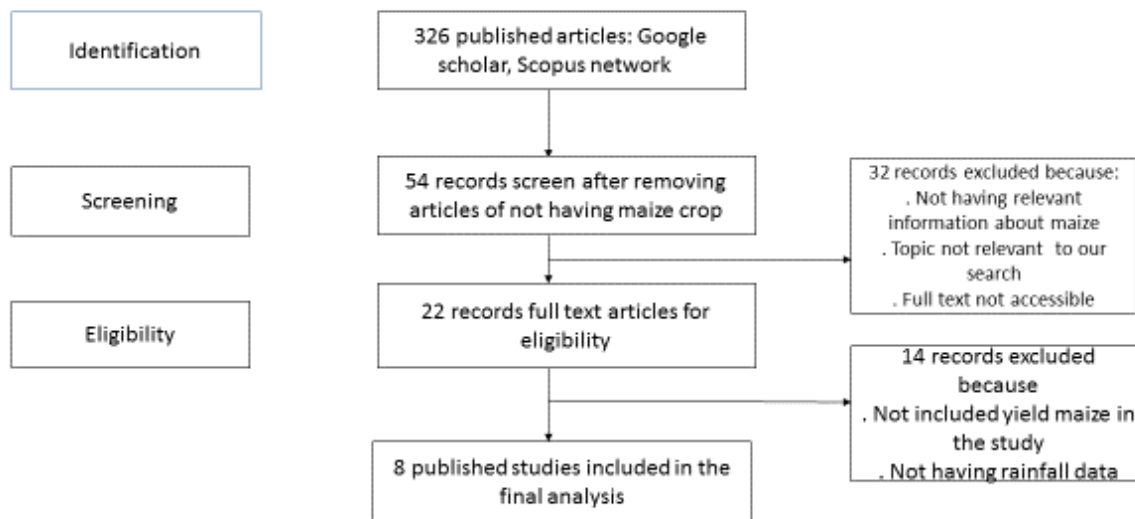 Identification
326 published articles: Google
scholar, Scopus network
Screening
54 records screen after removing
articles of not having maize crop
32 records excluded because:
. Not having relevant
information about maize
. Topic not relevant to our
search
. Full text not accessible
Eligibility
22 records full text articles for
eligibility
14 records excluded
because
. Not included yield maize in
the study
. Not having rainfall data
8 published studies included in the
final analysis